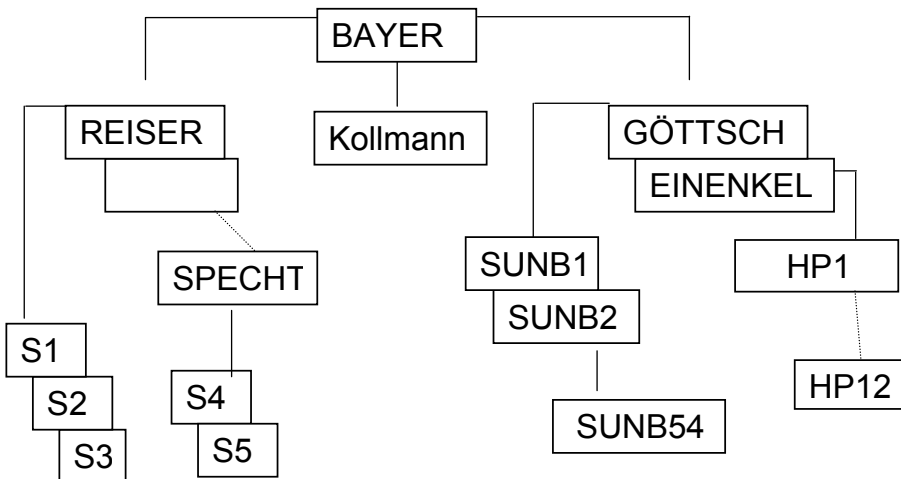 BAYER
REISER
Kollmann
GÖTTSCH
EINENKEL
SPECHT
SUNB1
SUNB2
HP1
S1
S2
S3
S4
S5
SUNB54
HP12